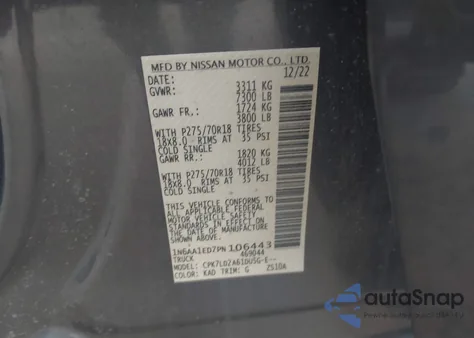 MFD BY NISSAN MOTOR CO., LTD.
DATE: 12/22
GVWR: 3311 KG
7300 LB
GAWR FR.: 1724 KG
3800 LB
WITH P275/70R18 TIRES
18x8.0 RIMS AT 35 PSI
COLD SINGLE
GAWR RR.: 1820 KG
4012 LB
WITH P275/70R18 TIRES
18x8.0 RIMS AT 35 PSI
COLD SINGLE
THIS VEHICLE CONFORMS TO ALL
APPLICABLE FEDERAL
MOTOR VEHICLE SAFETY
STANDARDS IN EFFECT ON
THE DATE OF MANUFACTURE
SHOWN ABOVE.
1N6AA1ED7PN106443
TRUCK 469044
MODEL: CPK7LDZA61DUSG-E--
COLOR: KAD TRIM: G ZS10A
autoSnap